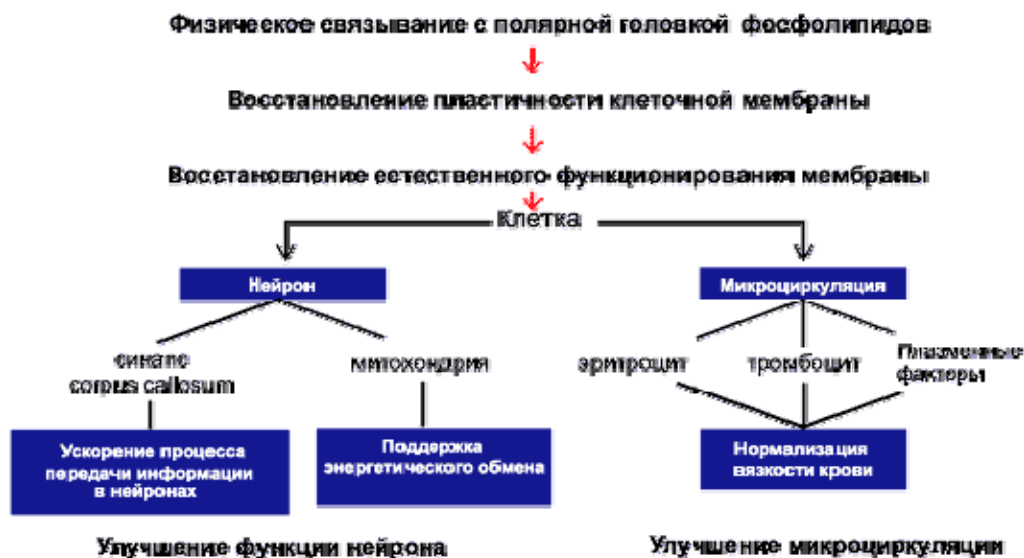 Физическое связывание с полярной головкой фосфолипидов
Восстановление пластичности клеточной мембраны
Восстановление естественного функционирования мембраны
Клетка
Нейрон
Микроциркуляция
синапс
corpus callosum
митохондрия
эритроцит
тромбоцит
Плазменные
факторы
Ускорение процесса
передачи информации
в нейронах
Поддержка
энергетического обмена
Нормализация
вязкости крови
Улучшение функции нейрона
Улучшение микроциркуляции